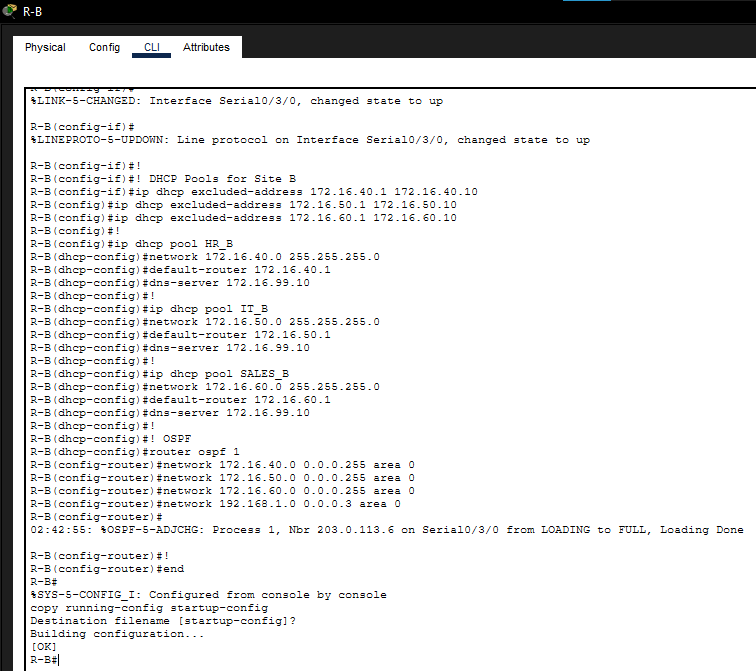 R-B
Physical Config CLI Attributes
R-B(config-if)#
%LINK-5-CHANGED: Interface Serial0/3/0, changed state to up
R-B(config-if)#
%LINEPROTO-5-UPDOWN: Line protocol on Interface Serial0/3/0, changed state to up
R-B(config-if)#!
R-B(config-if)#! DHCP Pools for Site B
R-B(config-if)#ip dhcp excluded-address 172.16.40.1 172.16.40.10
R-B(config)#ip dhcp excluded-address 172.16.50.1 172.16.50.10
R-B(config)#ip dhcp excluded-address 172.16.60.1 172.16.60.10
R-B(config)#!
R-B(config)#ip dhcp pool HR_B
R-B(dhcp-config)#network 172.16.40.0 255.255.255.0
R-B(dhcp-config)#default-router 172.16.40.1
R-B(dhcp-config)#dns-server 172.16.99.10
R-B(dhcp-config)#!
R-B(dhcp-config)#ip dhcp pool IT_B
R-B(dhcp-config)#network 172.16.50.0 255.255.255.0
R-B(dhcp-config)#default-router 172.16.50.1
R-B(dhcp-config)#dns-server 172.16.99.10
R-B(dhcp-config)#!
R-B(dhcp-config)#ip dhcp pool SALES_B
R-B(dhcp-config)#network 172.16.60.0 255.255.255.0
R-B(dhcp-config)#default-router 172.16.60.1
R-B(dhcp-config)#dns-server 172.16.99.10
R-B(dhcp-config)#!
R-B(dhcp-config)#! OSPF
R-B(dhcp-config)#router ospf 1
R-B(config-router)#network 172.16.40.0 0.0.0.255 area 0
R-B(config-router)#network 172.16.50.0 0.0.0.255 area 0
R-B(config-router)#network 172.16.60.0 0.0.0.255 area 0
R-B(config-router)#network 192.168.1.0 0.0.0.3 area 0
R-B(config-router)#
02:42:55: %OSPF-5-ADJCHG: Process 1, Nbr 203.0.113.6 on Serial0/3/0 from LOADING to FULL, Loading Done
R-B(config-router)#!
R-B(config-router)#end
R-B#
%SYS-5-CONFIG_I: Configured from console by console
copy running-config startup-config
Destination filename [startup-config]?
Building configuration...
[OK]
R-B#